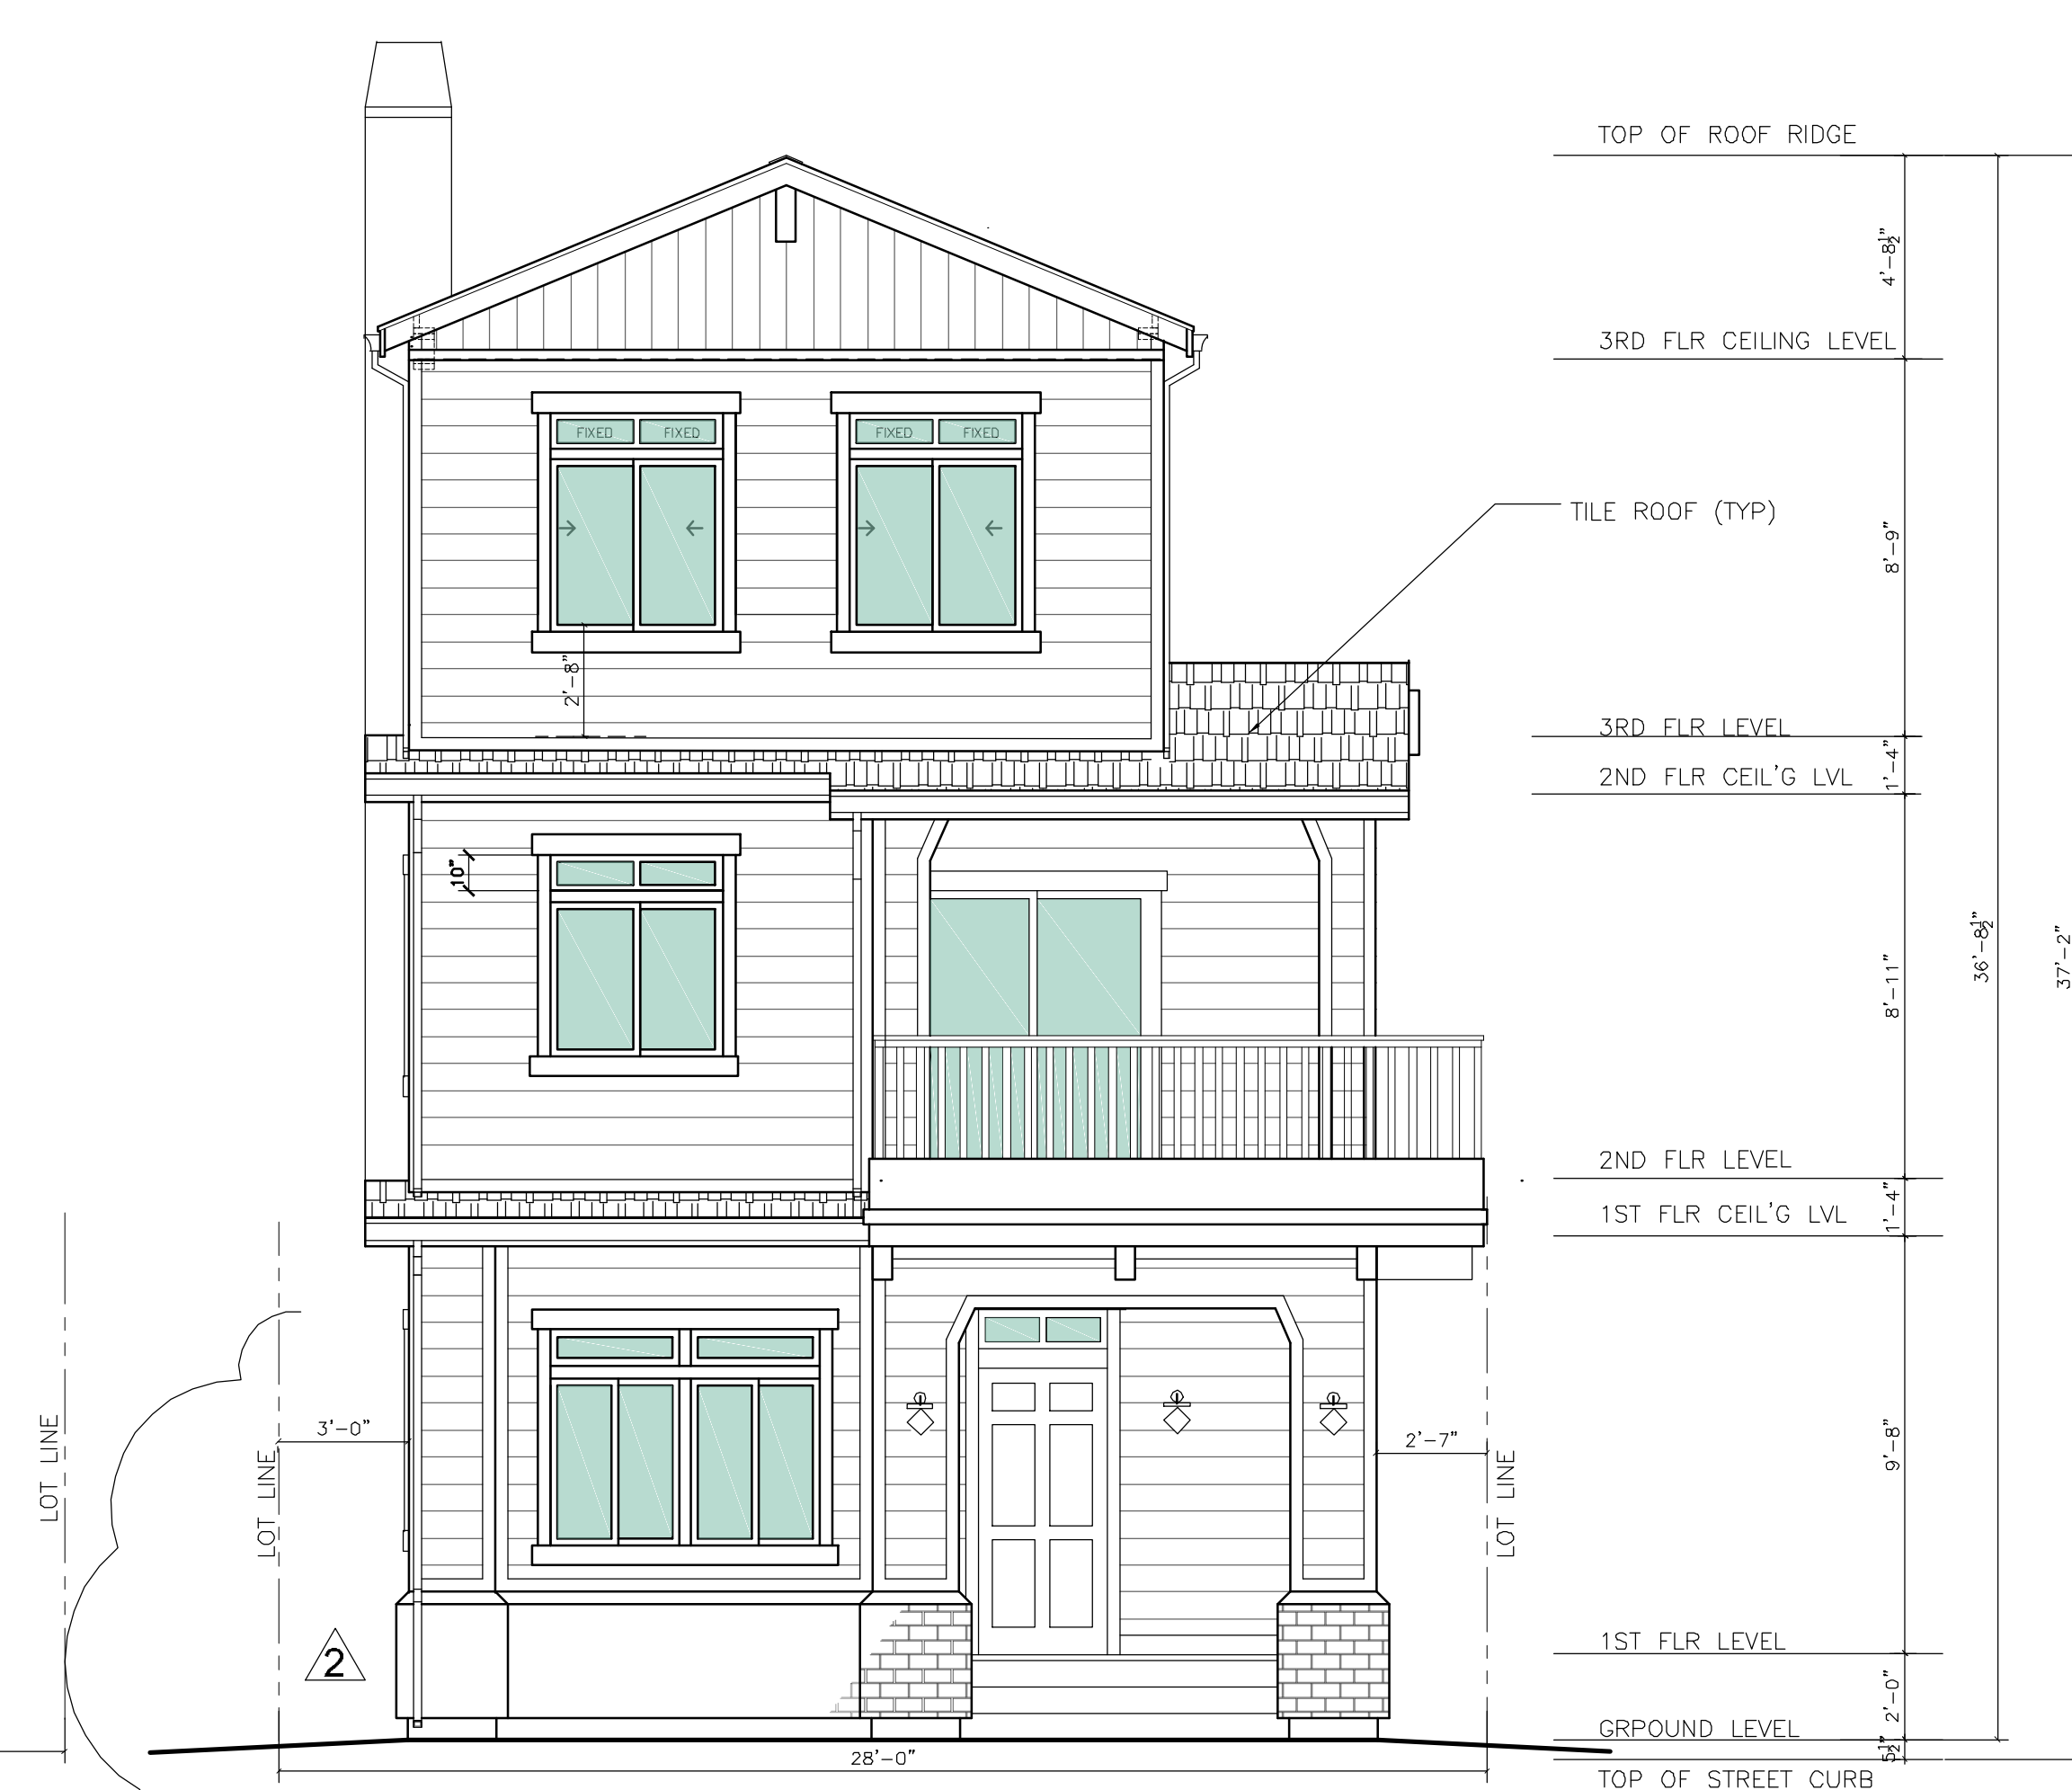 TOP OF ROOF RIDGE
4'-8½"
3RD FLR CEILING LEVEL
FIXED FIXED FIXED FIXED
TILE ROOF (TYP)
8'-9"
2'-8"
3RD FLR LEVEL
1'-4"
2ND FLR CEIL'G LVL
10"
8'-11"
36'-8½"
37'-2"
2ND FLR LEVEL
1'-4"
1ST FLR CEIL'G LVL
LOT LINE
3'-0"
LOT LINE
2'-7"
LOT LINE
9'-8"
1ST FLR LEVEL
2
2'-0"
GRPOUND LEVEL
28'-0"
5½"
TOP OF STREET CURB